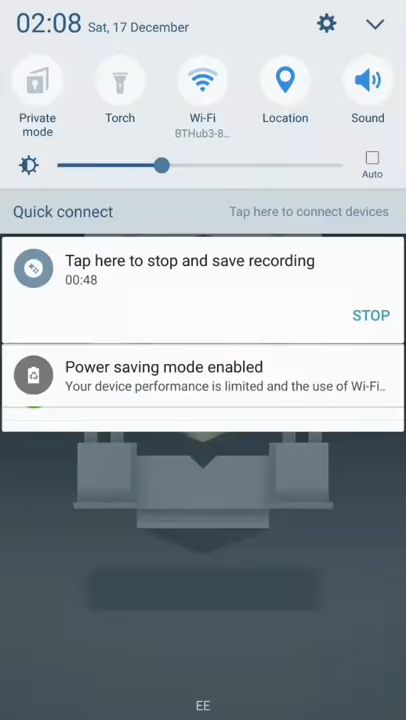 02:08 Sat, 17 December
Private mode
Torch
Wi-Fi
BTHub3-8...
Location
Sound
Auto
Quick connect
Tap here to connect devices
Tap here to stop and save recording
00:48
STOP
Power saving mode enabled
Your device performance is limited and the use of Wi-Fi..
EE